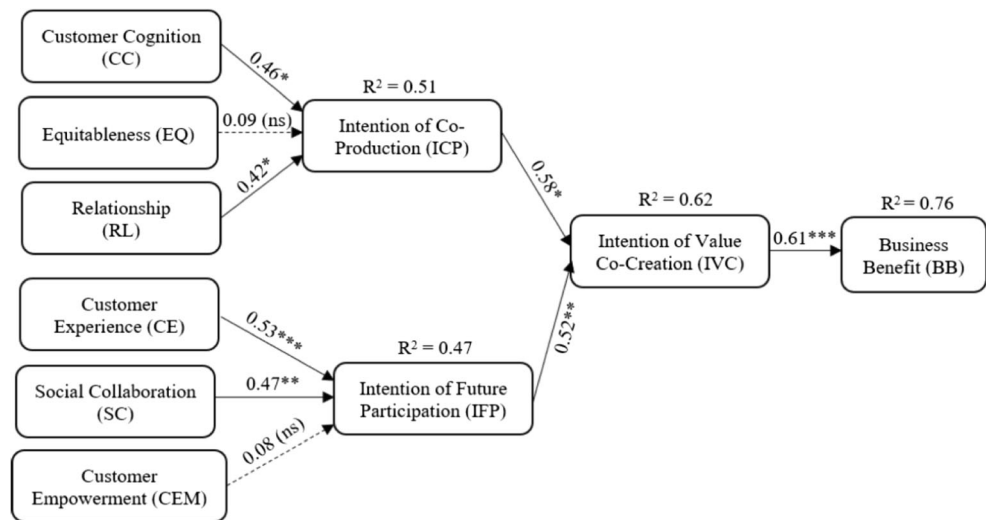 Customer Cognition
(CC)
0.46*
R² = 0.51
Equitableness (EQ)
0.09 (ns)
Intention of Co-
Production (ICP)
0.42*
Relationship
(RL)
0.58*
R² = 0.62
R² = 0.76
Intention of Value
Co-Creation (IVC)
0.61***
Business
Benefit (BB)
Customer
Experience (CE)
0.53***
0.52**
R² = 0.47
Social Collaboration
(SC)
0.47**
Intention of Future
Participation (IFP)
0.08 (ns)
Customer
Empowerment (CEM)